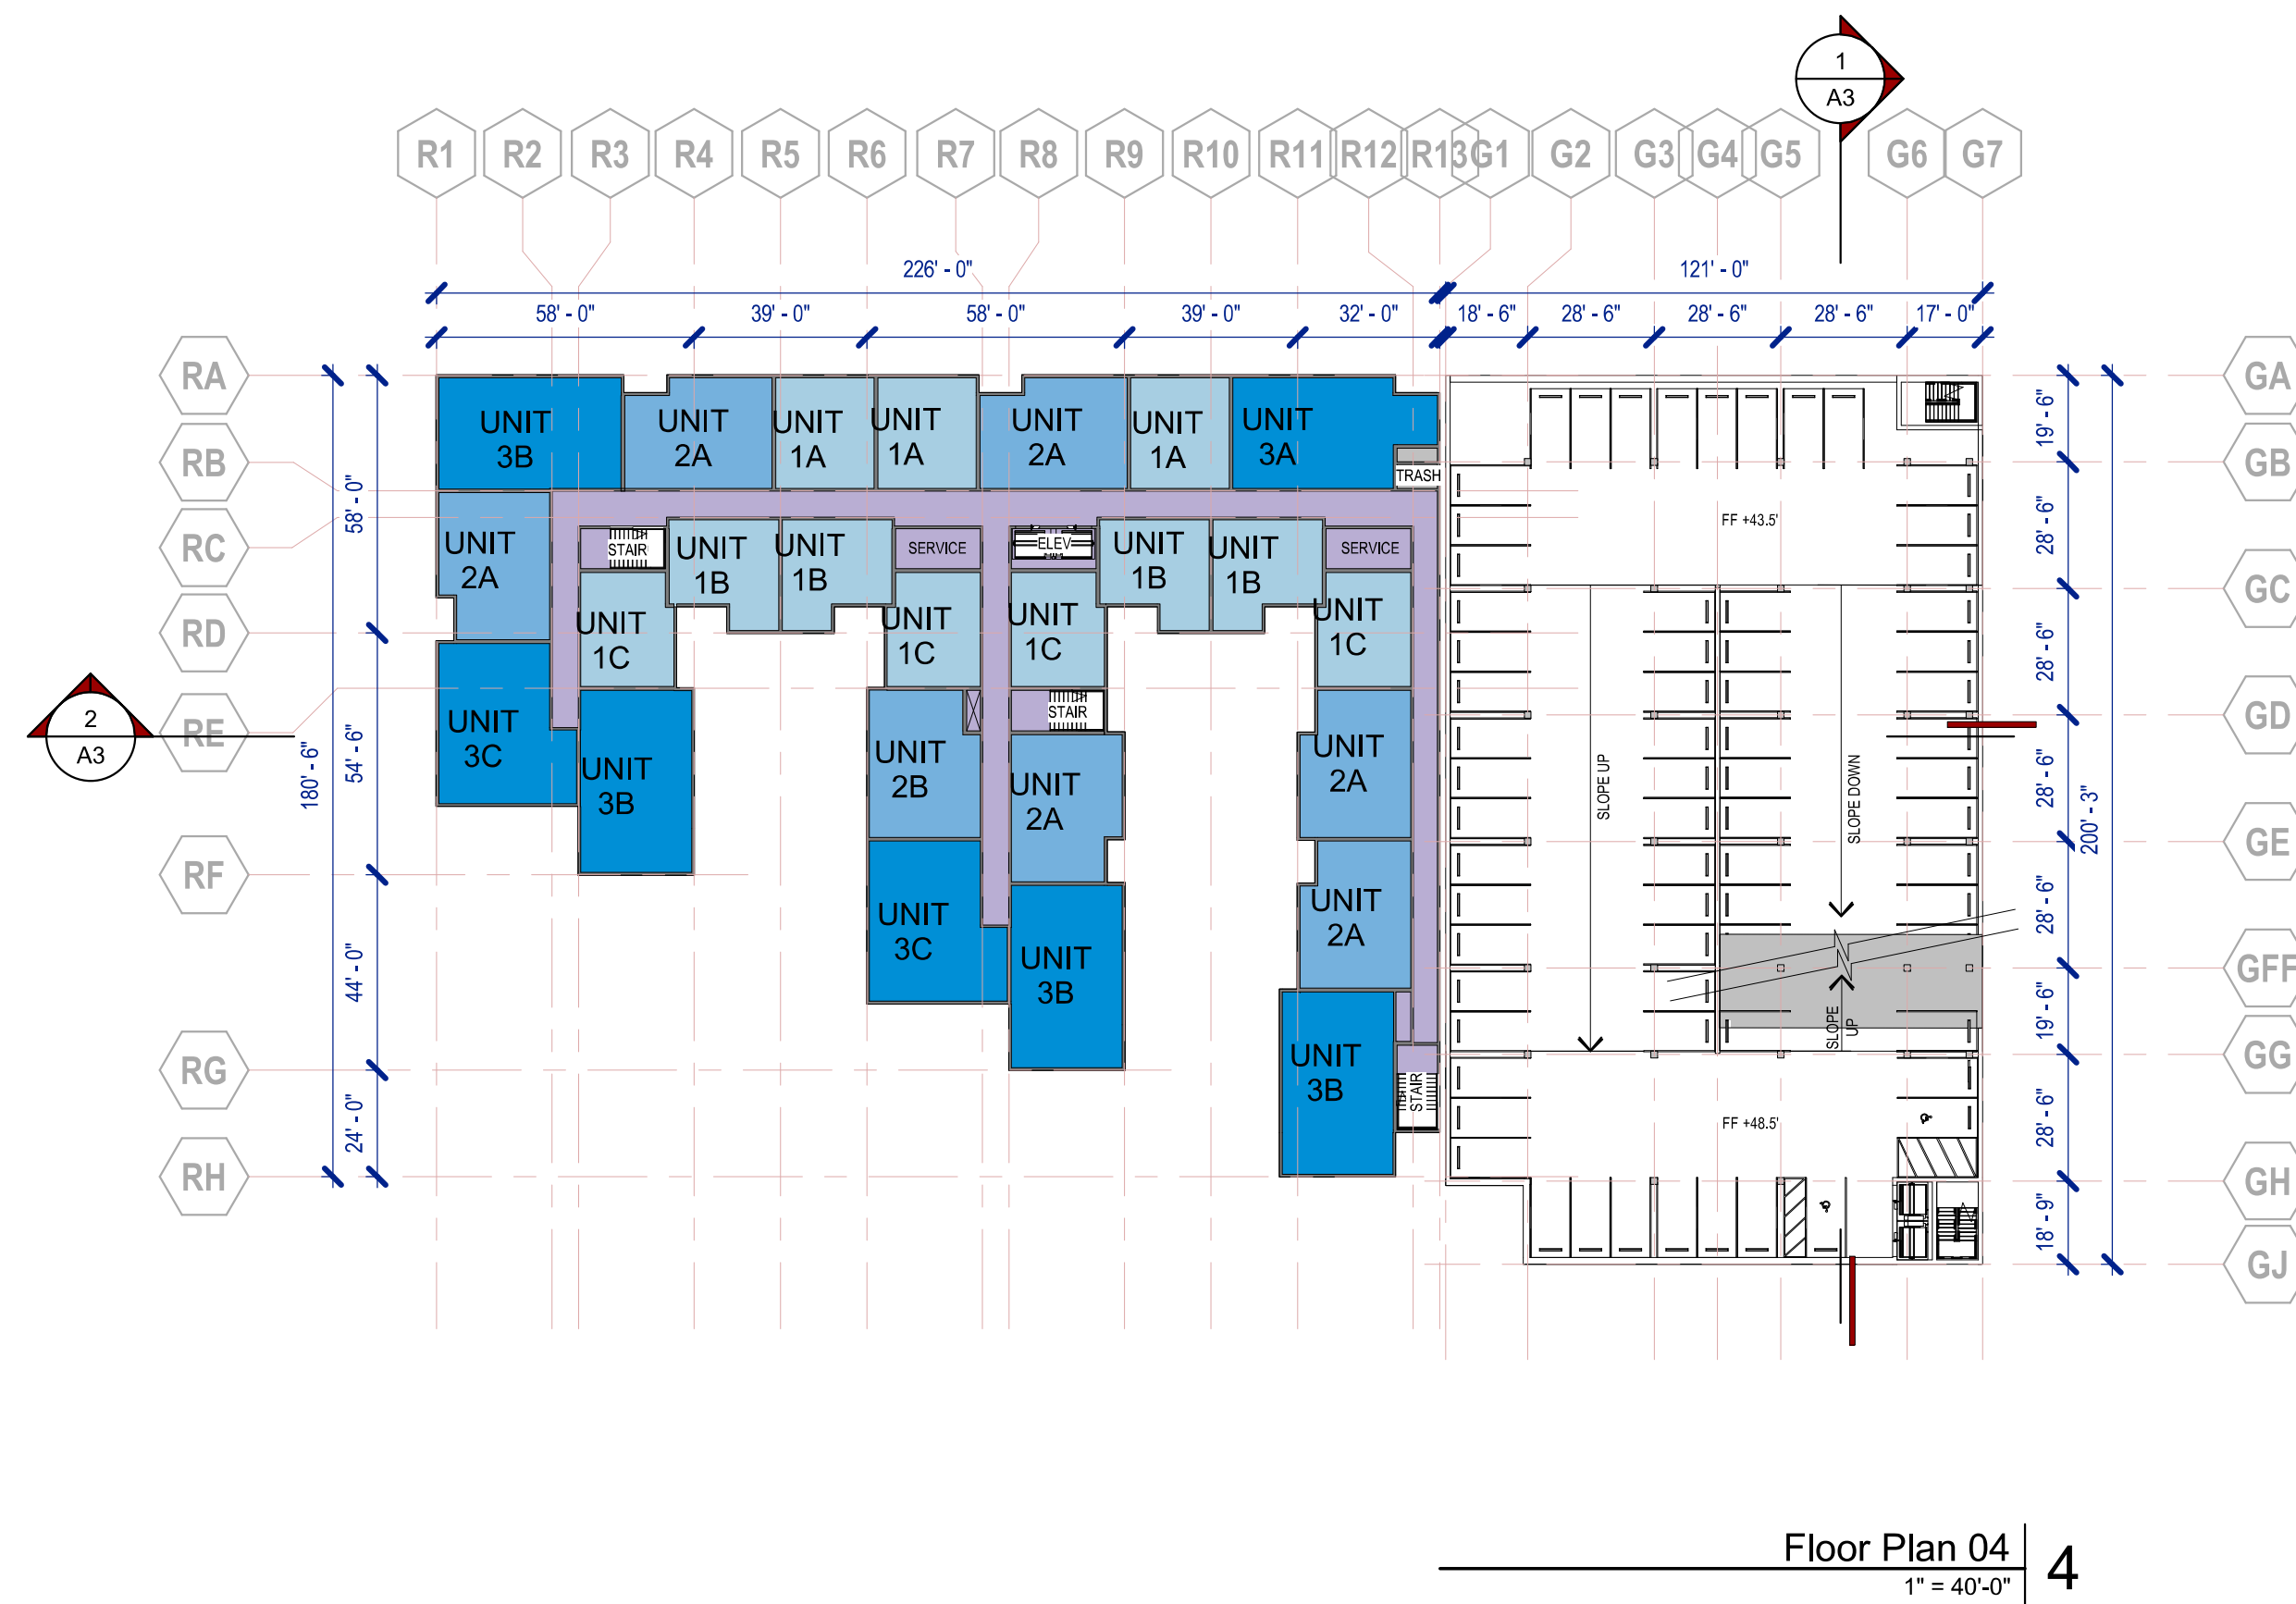 1
A3
R1 R2 R3 R4 R5 R6 R7 R8 R9 R10 R11 R12 R13 G1 G2 G3 G4 G5 G6 G7
226' - 0" 121' - 0"
58' - 0" 39' - 0" 58' - 0" 39' - 0" 32' - 0" 18' - 6" 28' - 6" 28' - 6" 28' - 6" 17' - 0"
RA
RB
RC
RD
RE
RF
RG
RH
2
A3
180' - 6"
58' - 0"
54' - 6"
44' - 0"
24' - 0"
UNIT
3B
UNIT
2A
UNIT
1A
UNIT
1A
UNIT
2A
UNIT
1A
UNIT
3A
TRASH
UNIT
2A
STAIR
UNIT
1B
UNIT
1B
SERVICE
ELEV
UNIT
1B
UNIT
1B
SERVICE
UNIT
1C
UNIT
1C
UNIT
1C
UNIT
1C
UNIT
3C
UNIT
3B
UNIT
2B
STAIR
UNIT
2A
UNIT
2A
UNIT
3C
UNIT
3B
UNIT
2A
UNIT
3B
STAIR
FF +43.5'
SLOPE UP
SLOPE DOWN
SLOPE
UP
FF +48.5'
19' - 6"
28' - 6"
28' - 6"
28' - 6"
28' - 6"
19' - 6"
28' - 6"
18' - 9"
200' - 3"
GA
GB
GC
GD
GE
GFF
GG
GH
GJ
Floor Plan 04
1" = 40'-0"
4